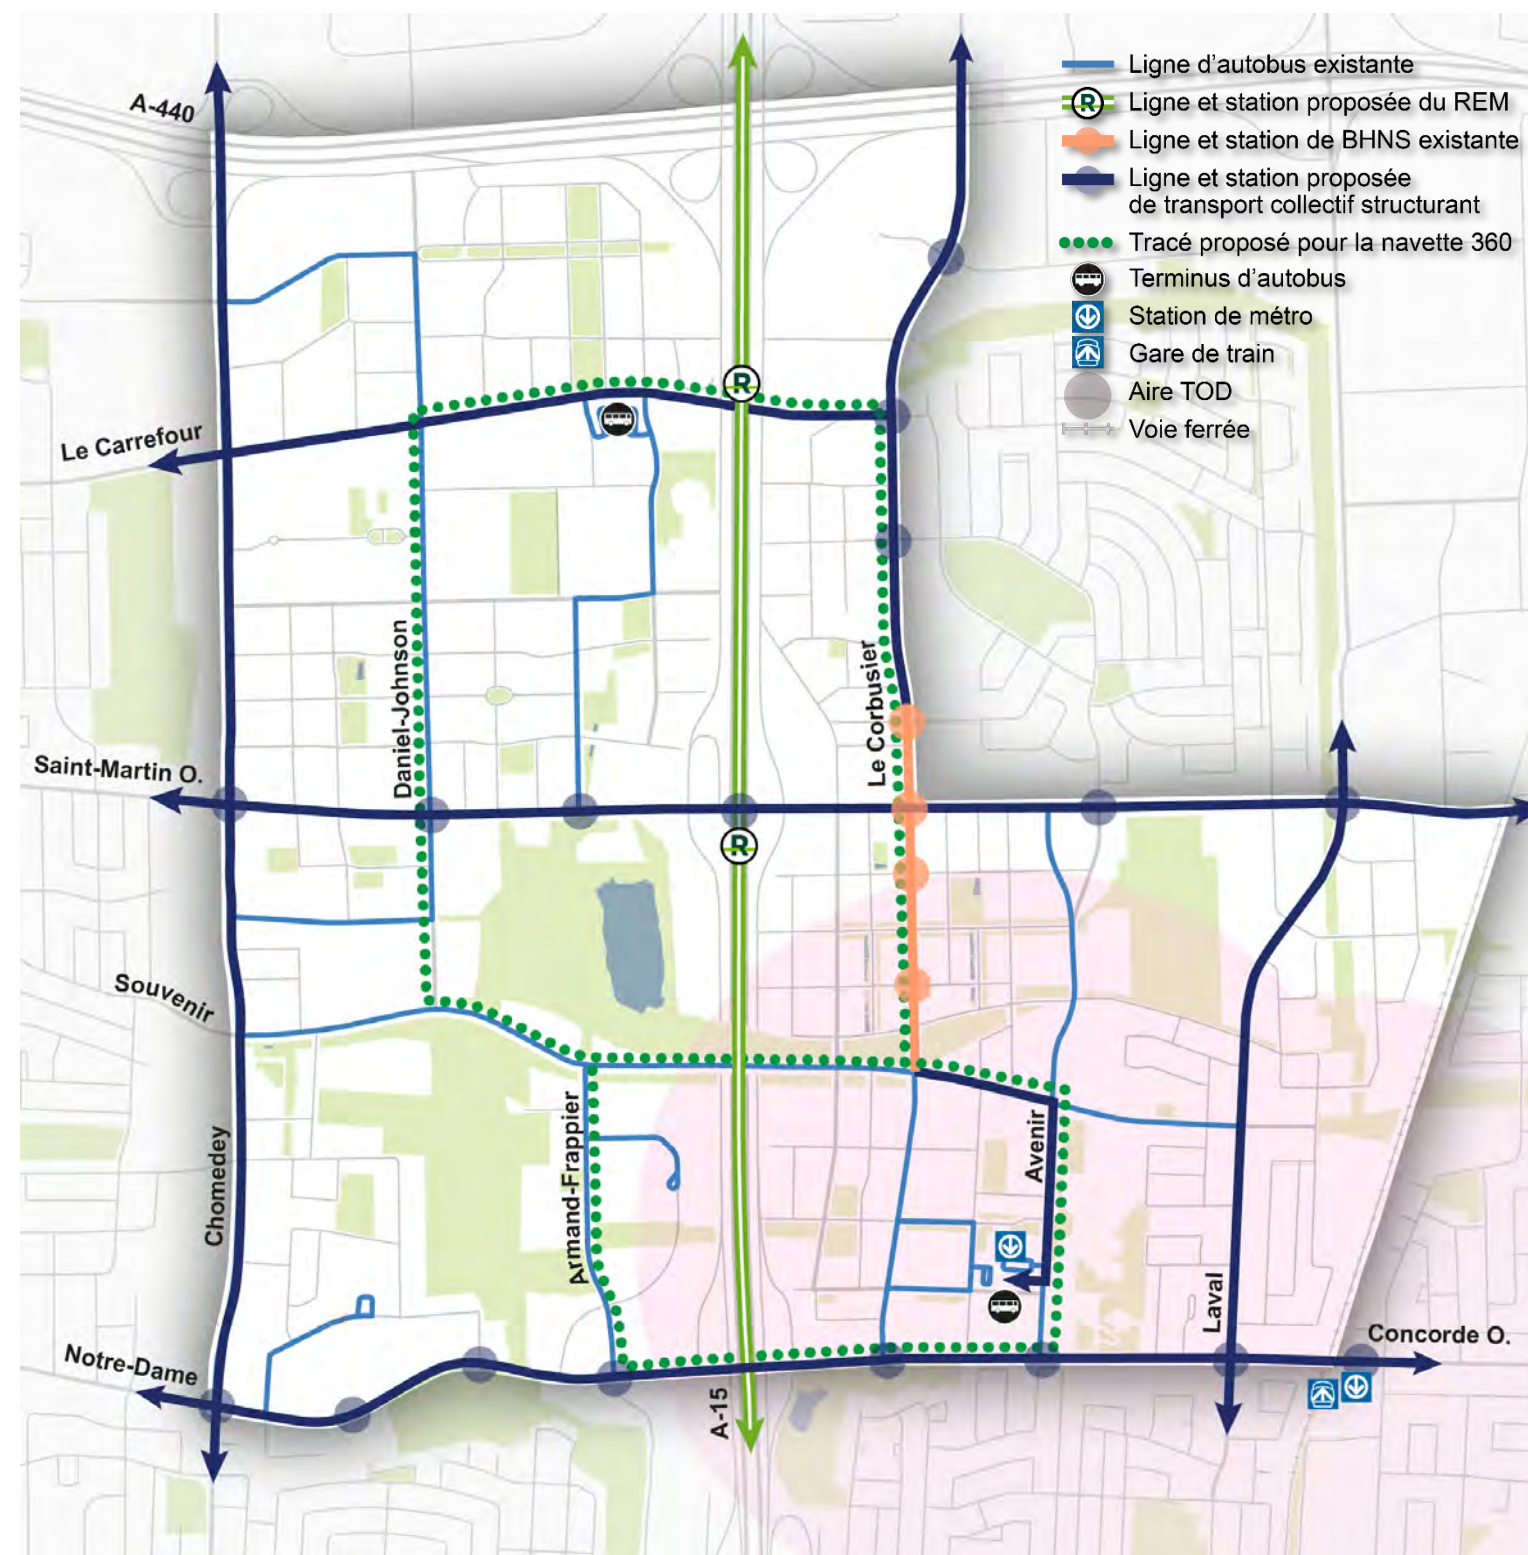 Ligne d'autobus existante
R
Ligne et station proposée du REM
Ligne et station de BHNS existante
Ligne et station proposée
de transport collectif structurant
Tracé proposé pour la navette 360
Terminus d'autobus
Station de métro
Gare de train
Aire TOD
Voie ferrée
A-440
R
Le Carrefour
Daniel-Johnson
Le Corbusier
Saint-Martin O.
R
Souvenir
Armand-Frappier
Avenir
Chomedey
Laval
Concorde O.
Notre-Dame
A-15